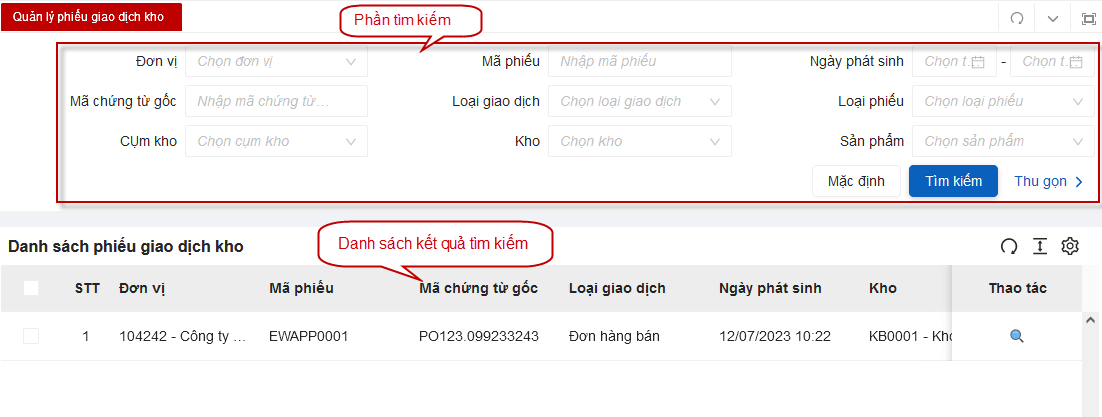 Quản lý phiếu giao dịch kho
Phần tìm kiếm
Đơn vị Chọn đơn vị Mã phiếu Nhập mã phiếu Ngày phát sinh Chọn t... - Chọn t...
Mã chứng từ gốc Nhập mã chứng từ... Loại giao dịch Chọn loại giao dịch Loại phiếu Chọn loại phiếu
CỤm kho Chọn cụm kho Kho Chọn kho Sản phẩm Chọn sản phẩm
Mặc định Tìm kiếm Thu gọn
Danh sách kết quả tìm kiếm
Danh sách phiếu giao dịch kho
STT Đơn vị Mã phiếu Mã chứng từ gốc Loại giao dịch Ngày phát sinh Kho Thao tác
1 104242 - Công ty ... EWAPP0001 PO123.099233243 Đơn hàng bán 12/07/2023 10:22 KB0001 - Kho